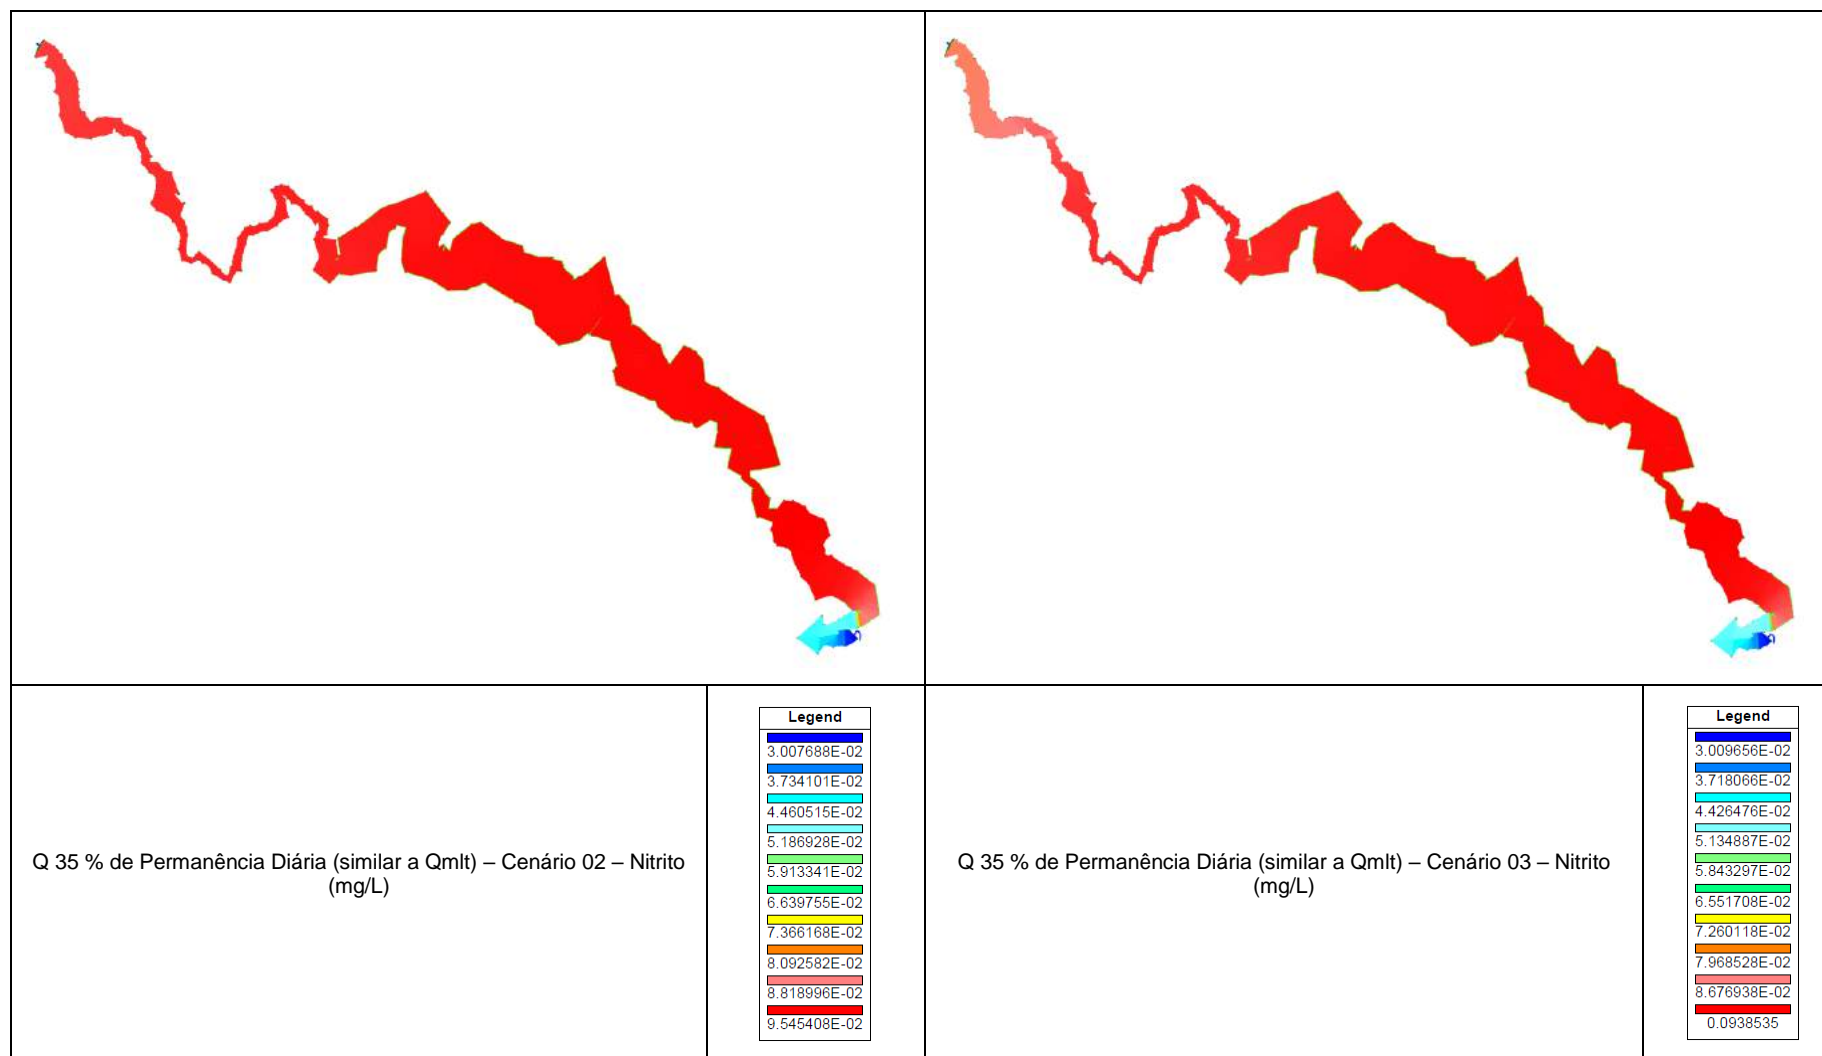 Q 35 % de Permanência Diária (similar a Qmlt) – Cenário 02 – Nitrito
(mg/L)
Legend
3.007688E-02
3.734101E-02
4.460515E-02
5.186928E-02
5.913341E-02
6.639755E-02
7.366168E-02
8.092582E-02
8.818996E-02
9.545408E-02
Q 35 % de Permanência Diária (similar a Qmlt) – Cenário 03 – Nitrito
(mg/L)
Legend
3.009656E-02
3.718066E-02
4.426476E-02
5.134887E-02
5.843297E-02
6.551708E-02
7.260118E-02
7.968528E-02
8.676938E-02
0.0938535